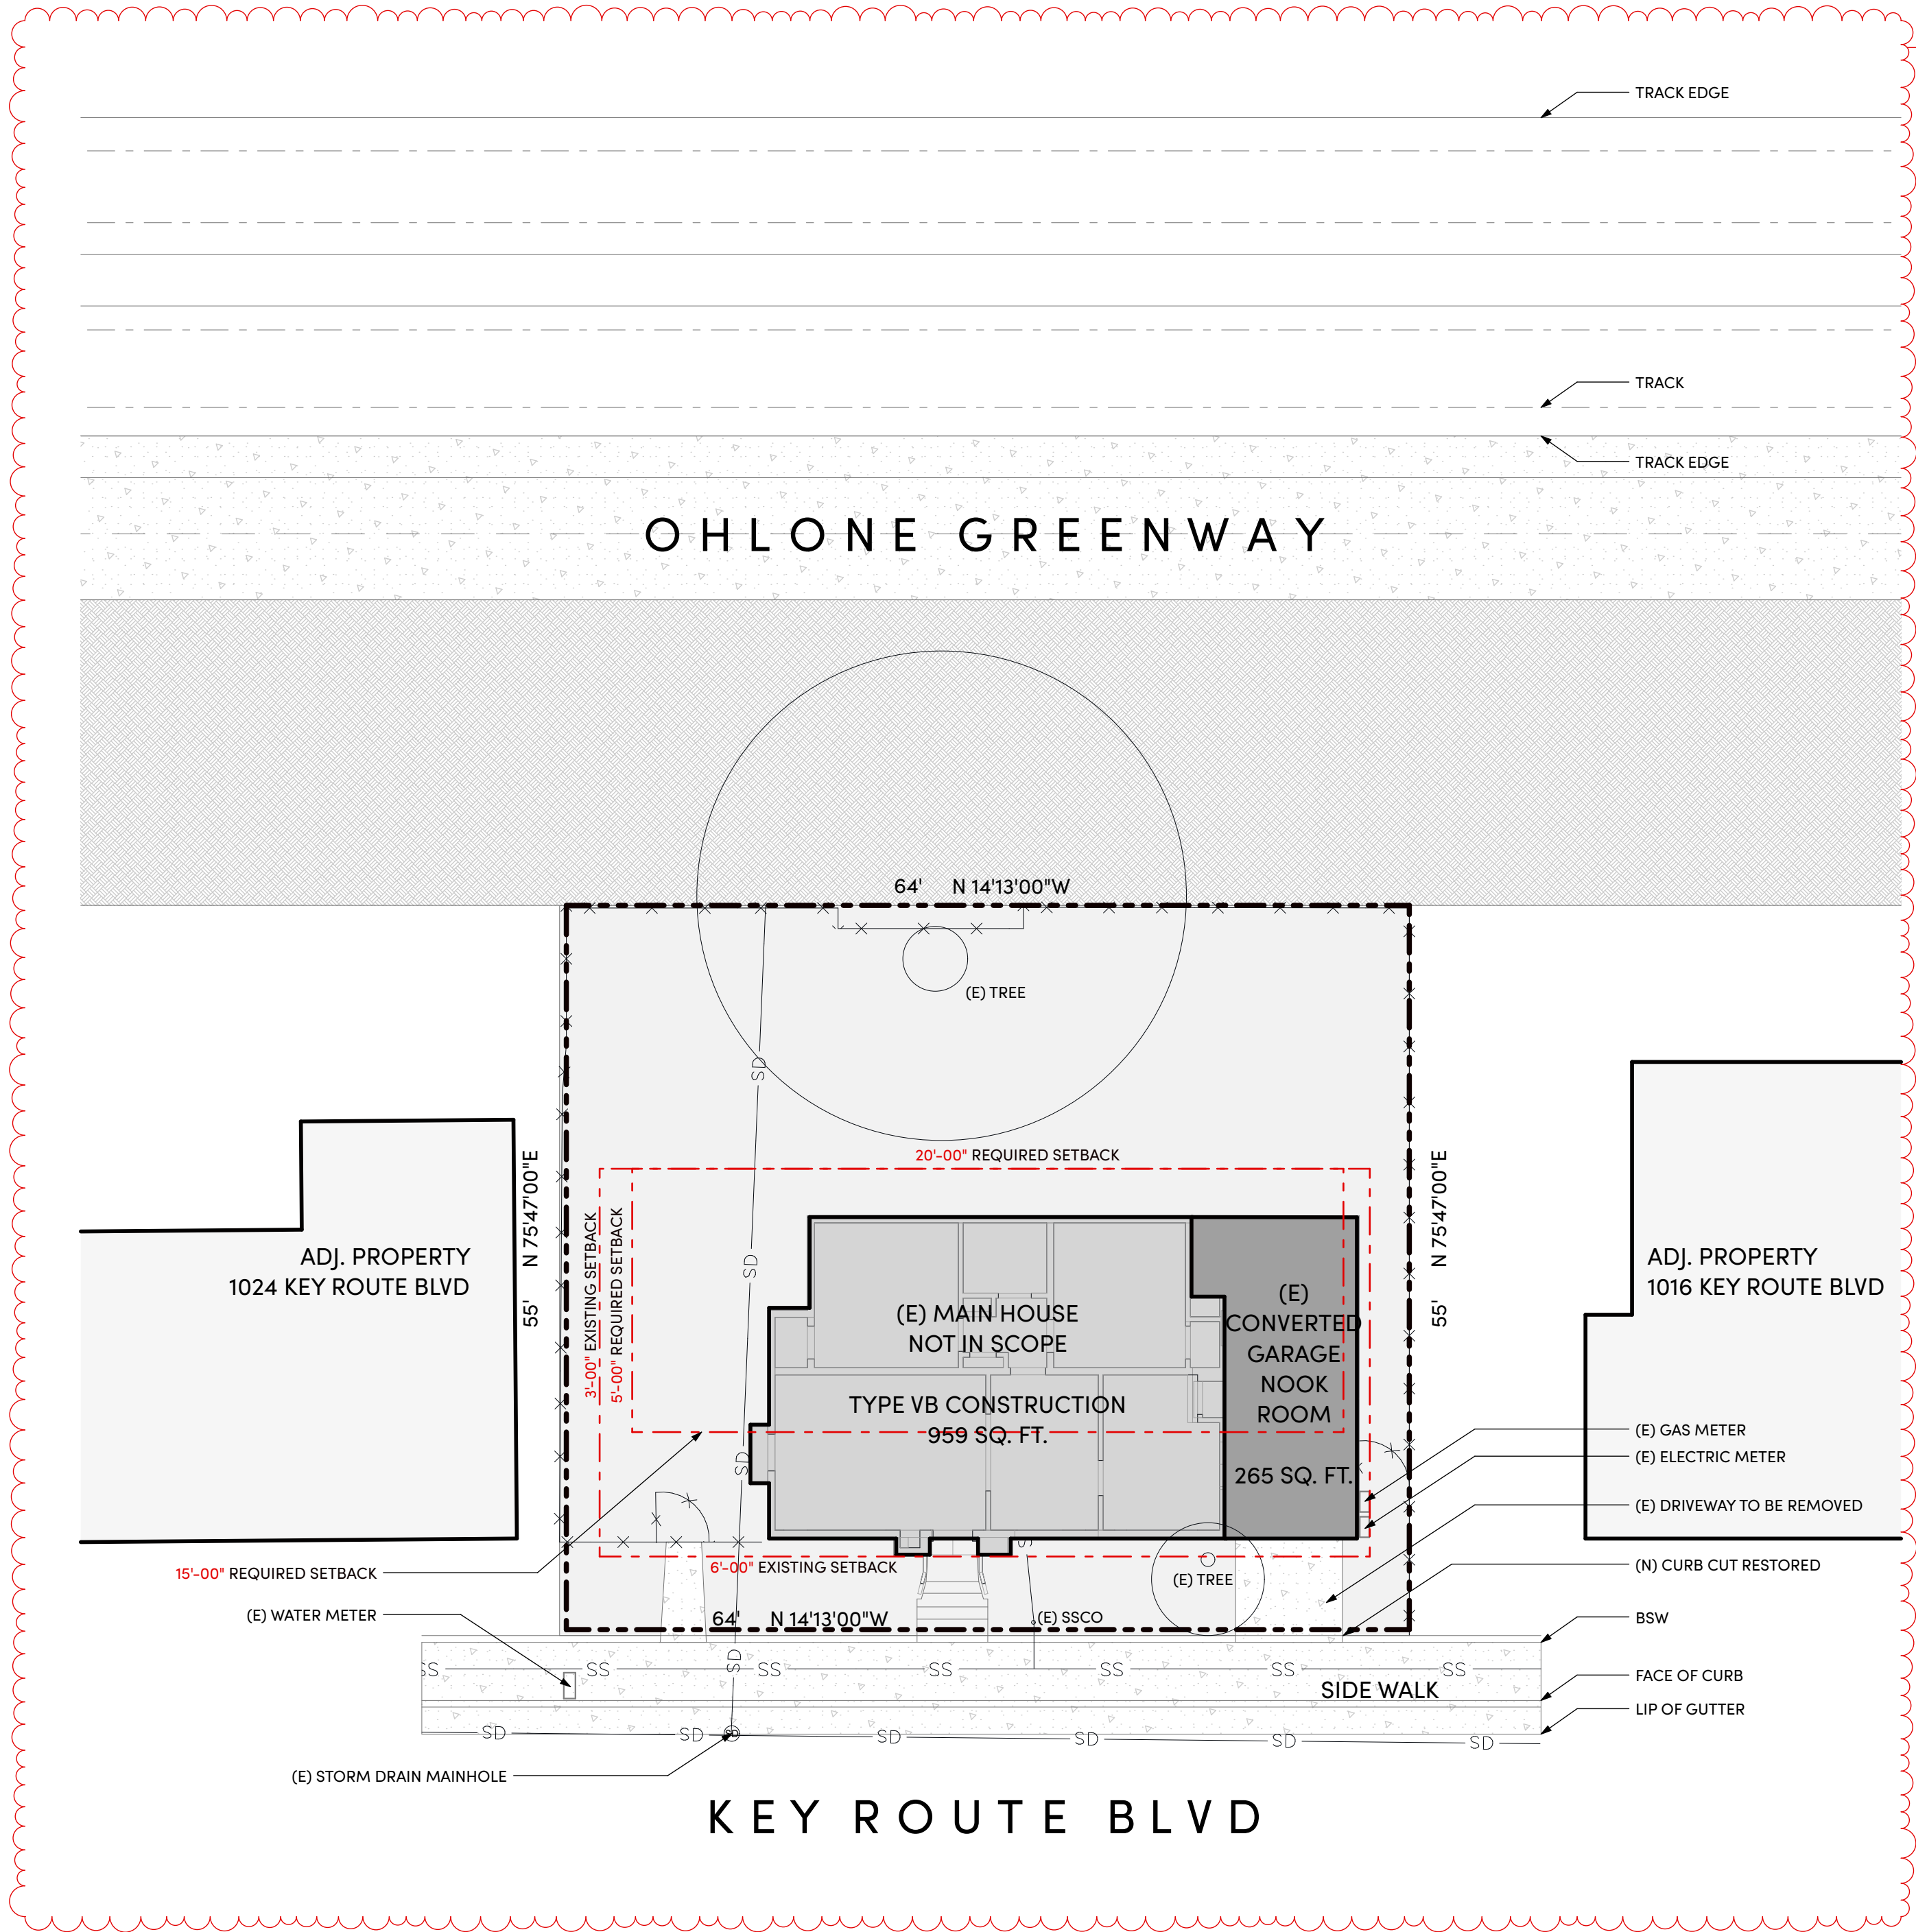 TRACK EDGE
TRACK
TRACK EDGE
OHLONE GREENWAY
64' N 14'13'00"W
(E) TREE
SD
20'-00" REQUIRED SETBACK
55' N 75'47'00"E
3'-00" EXISTING SETBACK
5'-00" REQUIRED SETBACK
55' N 75'47'00"E
ADJ. PROPERTY
1024 KEY ROUTE BLVD
SD
(E) MAIN HOUSE
NOT IN SCOPE
TYPE VB CONSTRUCTION
959 SQ. FT.
(E)
CONVERTED
GARAGE
NOOK
ROOM
265 SQ. FT.
ADJ. PROPERTY
1016 KEY ROUTE BLVD
SD
(E) GAS METER
(E) ELECTRIC METER
(E) DRIVEWAY TO BE REMOVED
(N) CURB CUT RESTORED
BSW
FACE OF CURB
LIP OF GUTTER
15'-00" REQUIRED SETBACK
6'-00" EXISTING SETBACK
S
(E) TREE
(E) WATER METER
64' N 14'13'00"W
(E) SSCO
SD
SS SS SS SS SS SS SS
SIDE WALK
SD SD SD SD SD SD SD
(E) STORM DRAIN MAINHOLE
KEY ROUTE BLVD